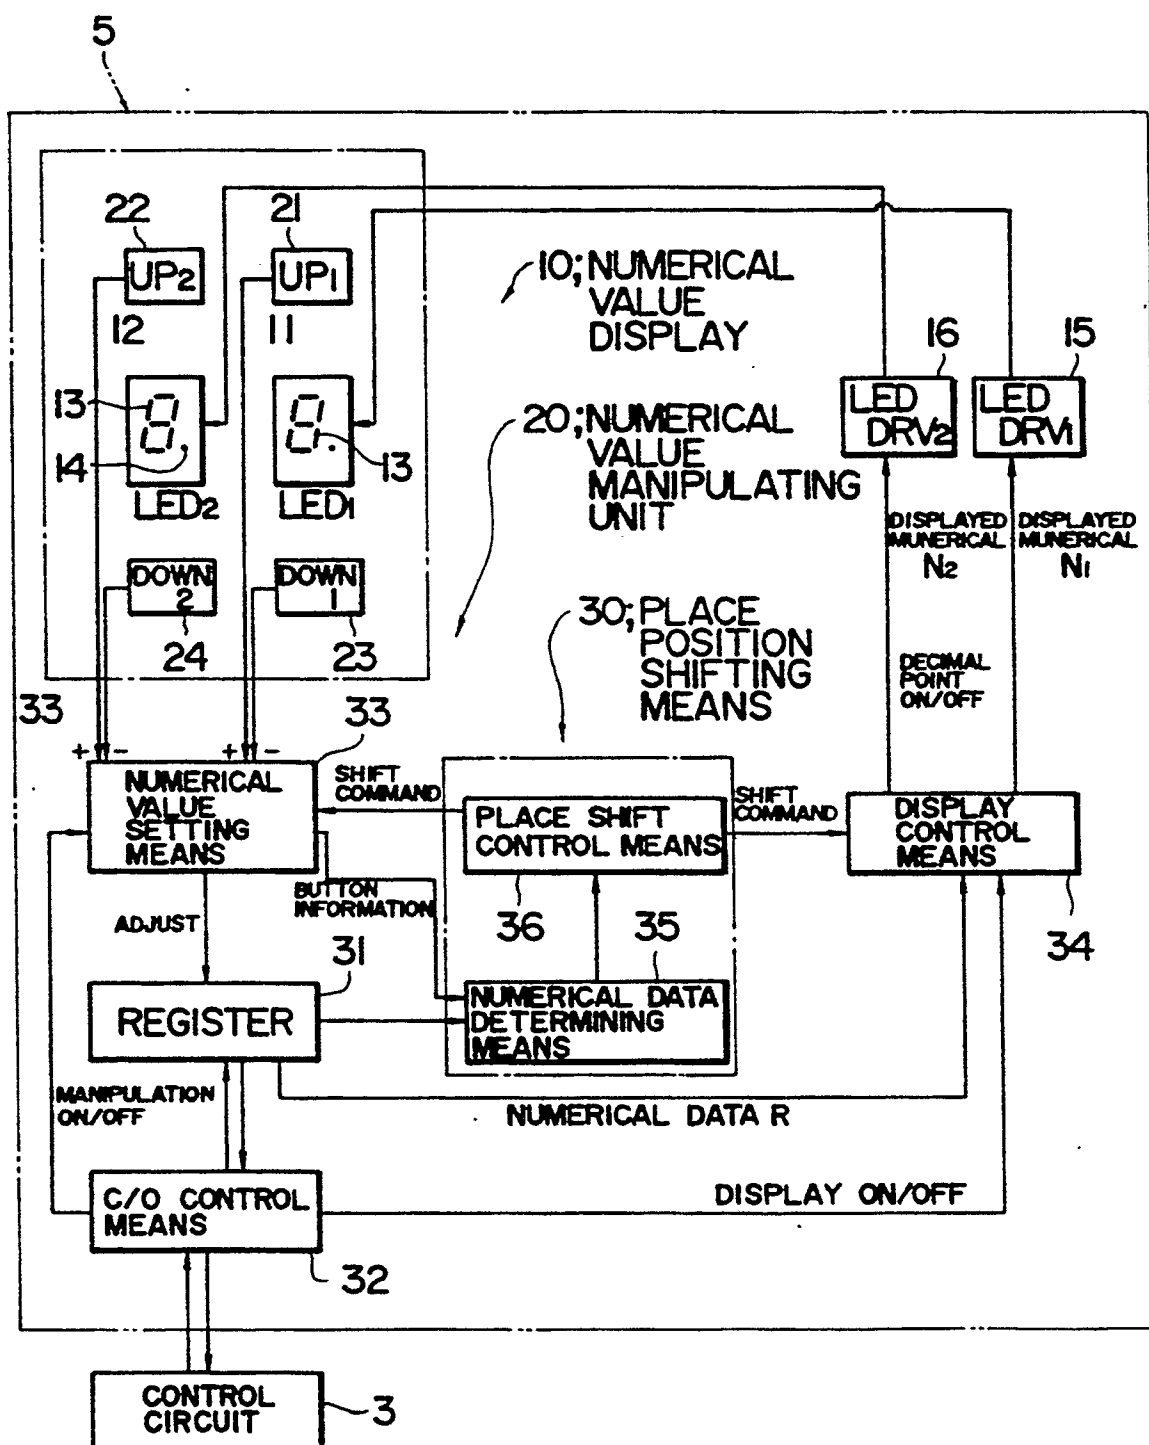 5
22
21
UP2
UP1
12
11
10; NUMERICAL
VALUE
DISPLAY
16
15
LED
DRV2
LED
DRV1
13
14
13
LED2
LED1
20; NUMERICAL
VALUE
MANIPULATING
UNIT
DISPLAYED
MUNERICAL
N2
DISPLAYED
MUNERICAL
N1
DOWN
2
DOWN
1
24
23
30; PLACE
POSITION
SHIFTING
MEANS
DECIMAL
POINT
ON/OFF
33
33
+ -
+ -
NUMERICAL
VALUE
SETTING
MEANS
SHIFT
COMMAND
PLACE SHIFT
CONTROL MEANS
SHIFT
COMMAND
DISPLAY
CONTROL
MEANS
BUTTON
INFORMATION
ADJUST
36
35
34
31
REGISTER
NUMERICAL DATA
DETERMINING
MEANS
MANIPULATION
ON/OFF
NUMERICAL DATA R
C/O CONTROL
MEANS
DISPLAY ON/OFF
32
CONTROL
CIRCUIT
3